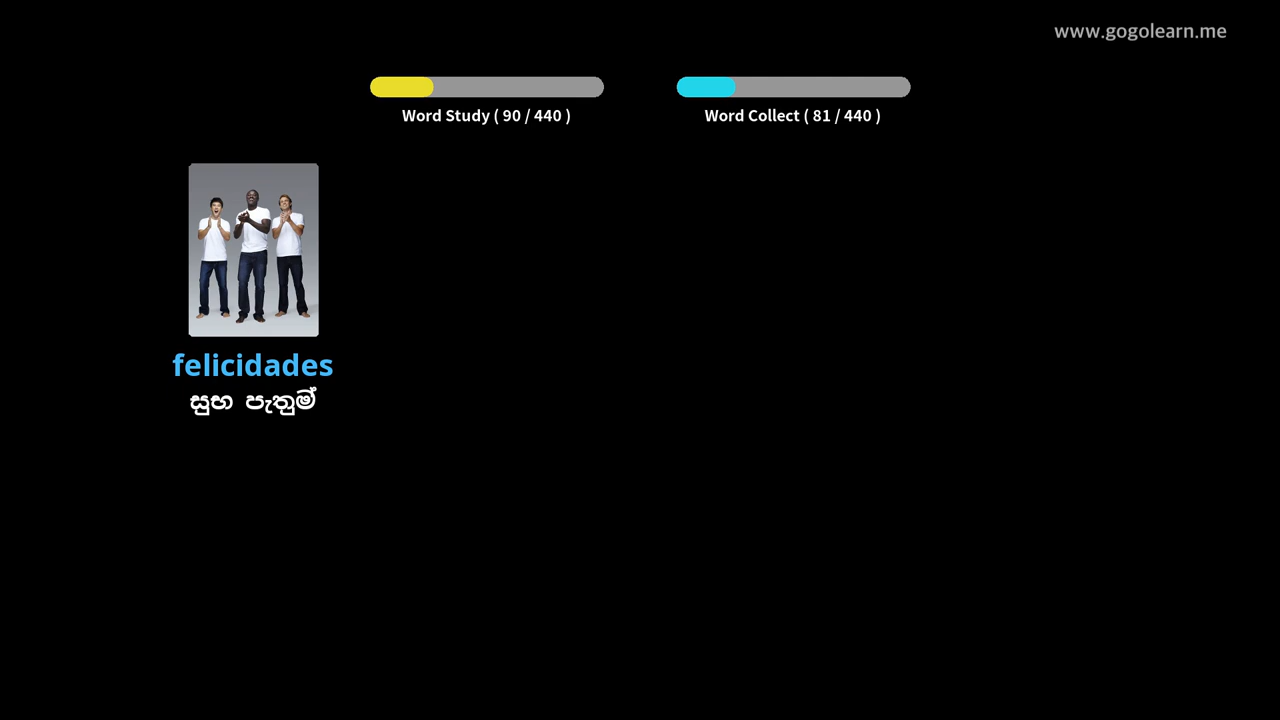 www.gogolearn.me
Word Study ( 90 / 440 )
Word Collect ( 81 / 440 )
felicidades
සුභ පැතුම්